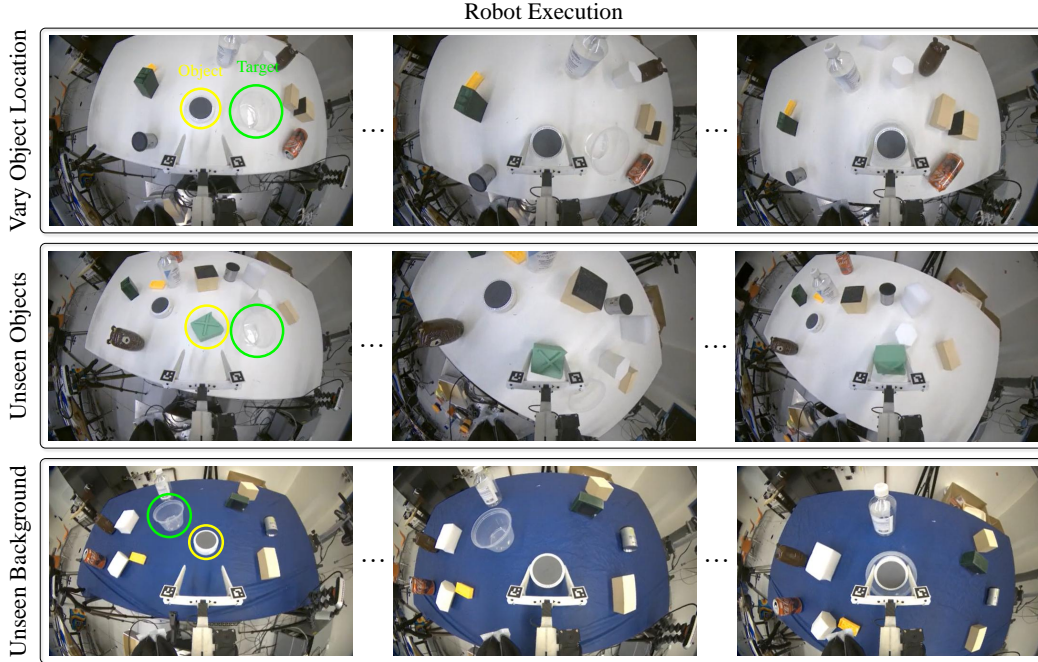 Robot Execution
Vary Object Location
Object
Target
...
...
Unseen Objects
...
...
Unseen Background
...
...